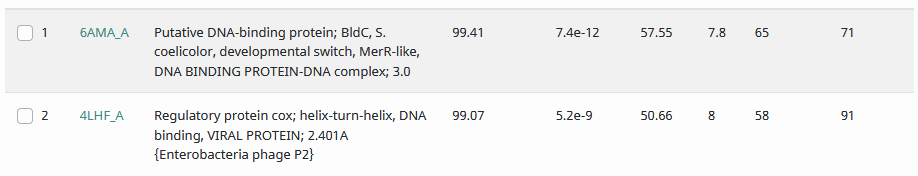 1 6AMA_A Putative DNA-binding protein; BldC, S. 99.41 7.4e-12 57.55 7.8 65 71
coelicolor, developmental switch, MerR-like,
DNA BINDING PROTEIN-DNA complex; 3.0
2 4LHF_A Regulatory protein cox; helix-turn-helix, DNA 99.07 5.2e-9 50.66 8 58 91
binding, VIRAL PROTEIN; 2.401A
{Enterobacteria phage P2}